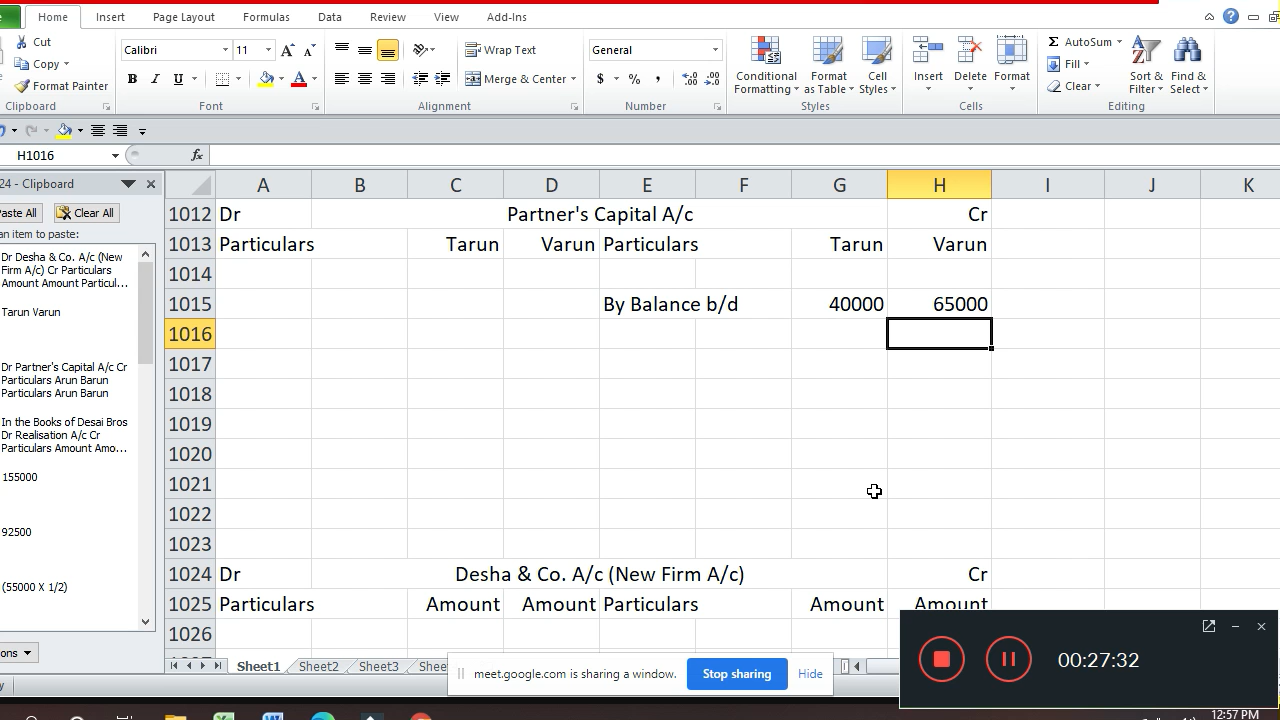 Home Insert Page Layout Formulas Data Review View Add-Ins
Cut
Copy
Format Painter
Clipboard
Calibri 11
B I U
Font
Wrap Text
Merge & Center
Alignment
General
$ % ,
Number
Conditional Formatting
Format as Table
Cell Styles
Styles
Insert Delete Format
Cells
Σ AutoSum
Fill
Clear
Sort & Filter
Find & Select
Editing
H1016 fx
24 - Clipboard
Paste All Clear All
an item to paste:
Dr Desha & Co. A/c (New
Firm A/c) Cr Particulars
Amount Amount Particul...
Tarun Varun
Dr Partner's Capital A/c Cr
Particulars Arun Barun
Particulars Arun Barun
In the Books of Desai Bros
Dr Realisation A/c Cr
Particulars Amount Amo...
155000
92500
(55000 X 1/2)
A B C D E F G H I J K
1012 Dr Partner's Capital A/c Cr
1013 Particulars Tarun Varun Particulars Tarun Varun
1014
1015 By Balance b/d 40000 65000
1016
1017
1018
1019
1020
1021
1022
1023
1024 Dr Desha & Co. A/c (New Firm A/c) Cr
1025 Particulars Amount Amount Particulars Amount Amount
1026
Sheet1 Sheet2 Sheet3
meet.google.com is sharing a window. Stop sharing Hide
00:27:32
12:57 PM